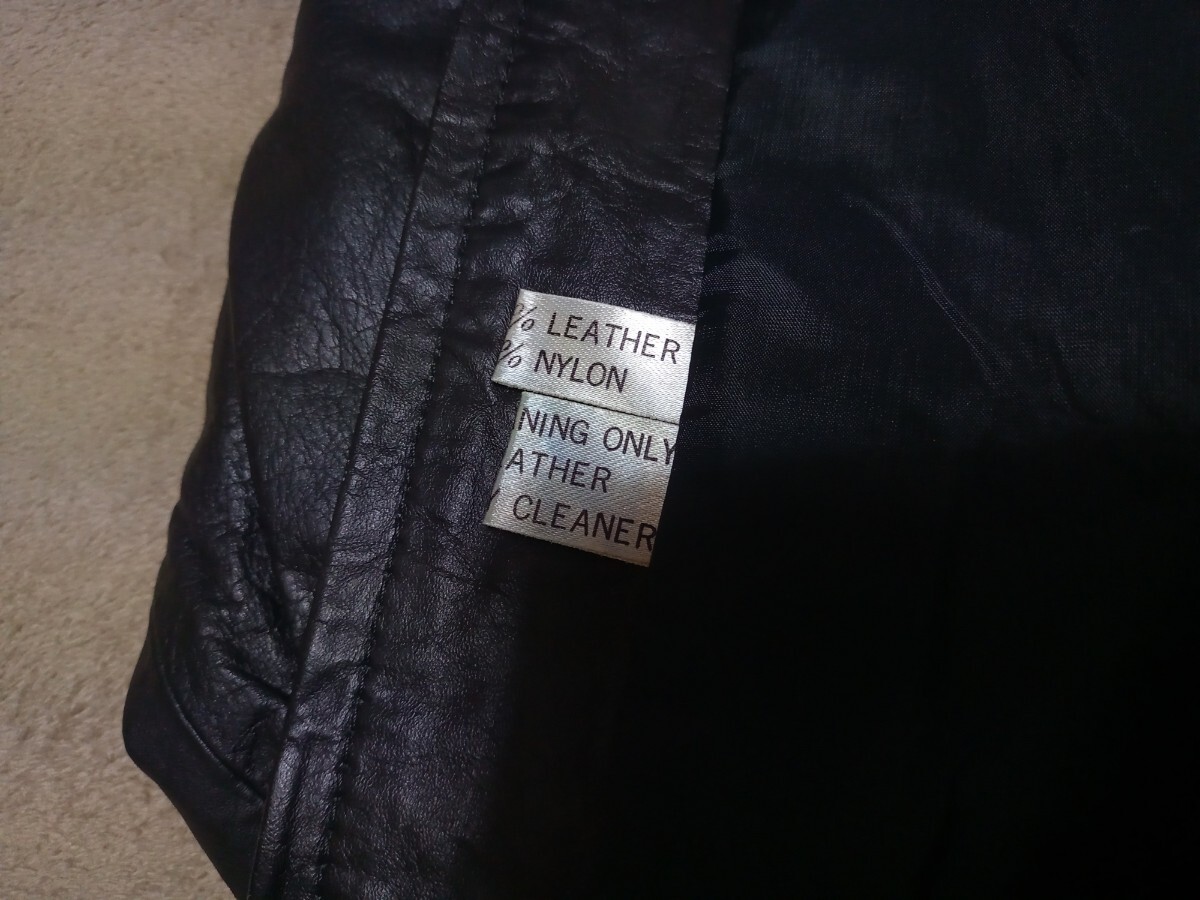 % LEATHER
% NYLON
NING ONLY
ATHER
CLEANER